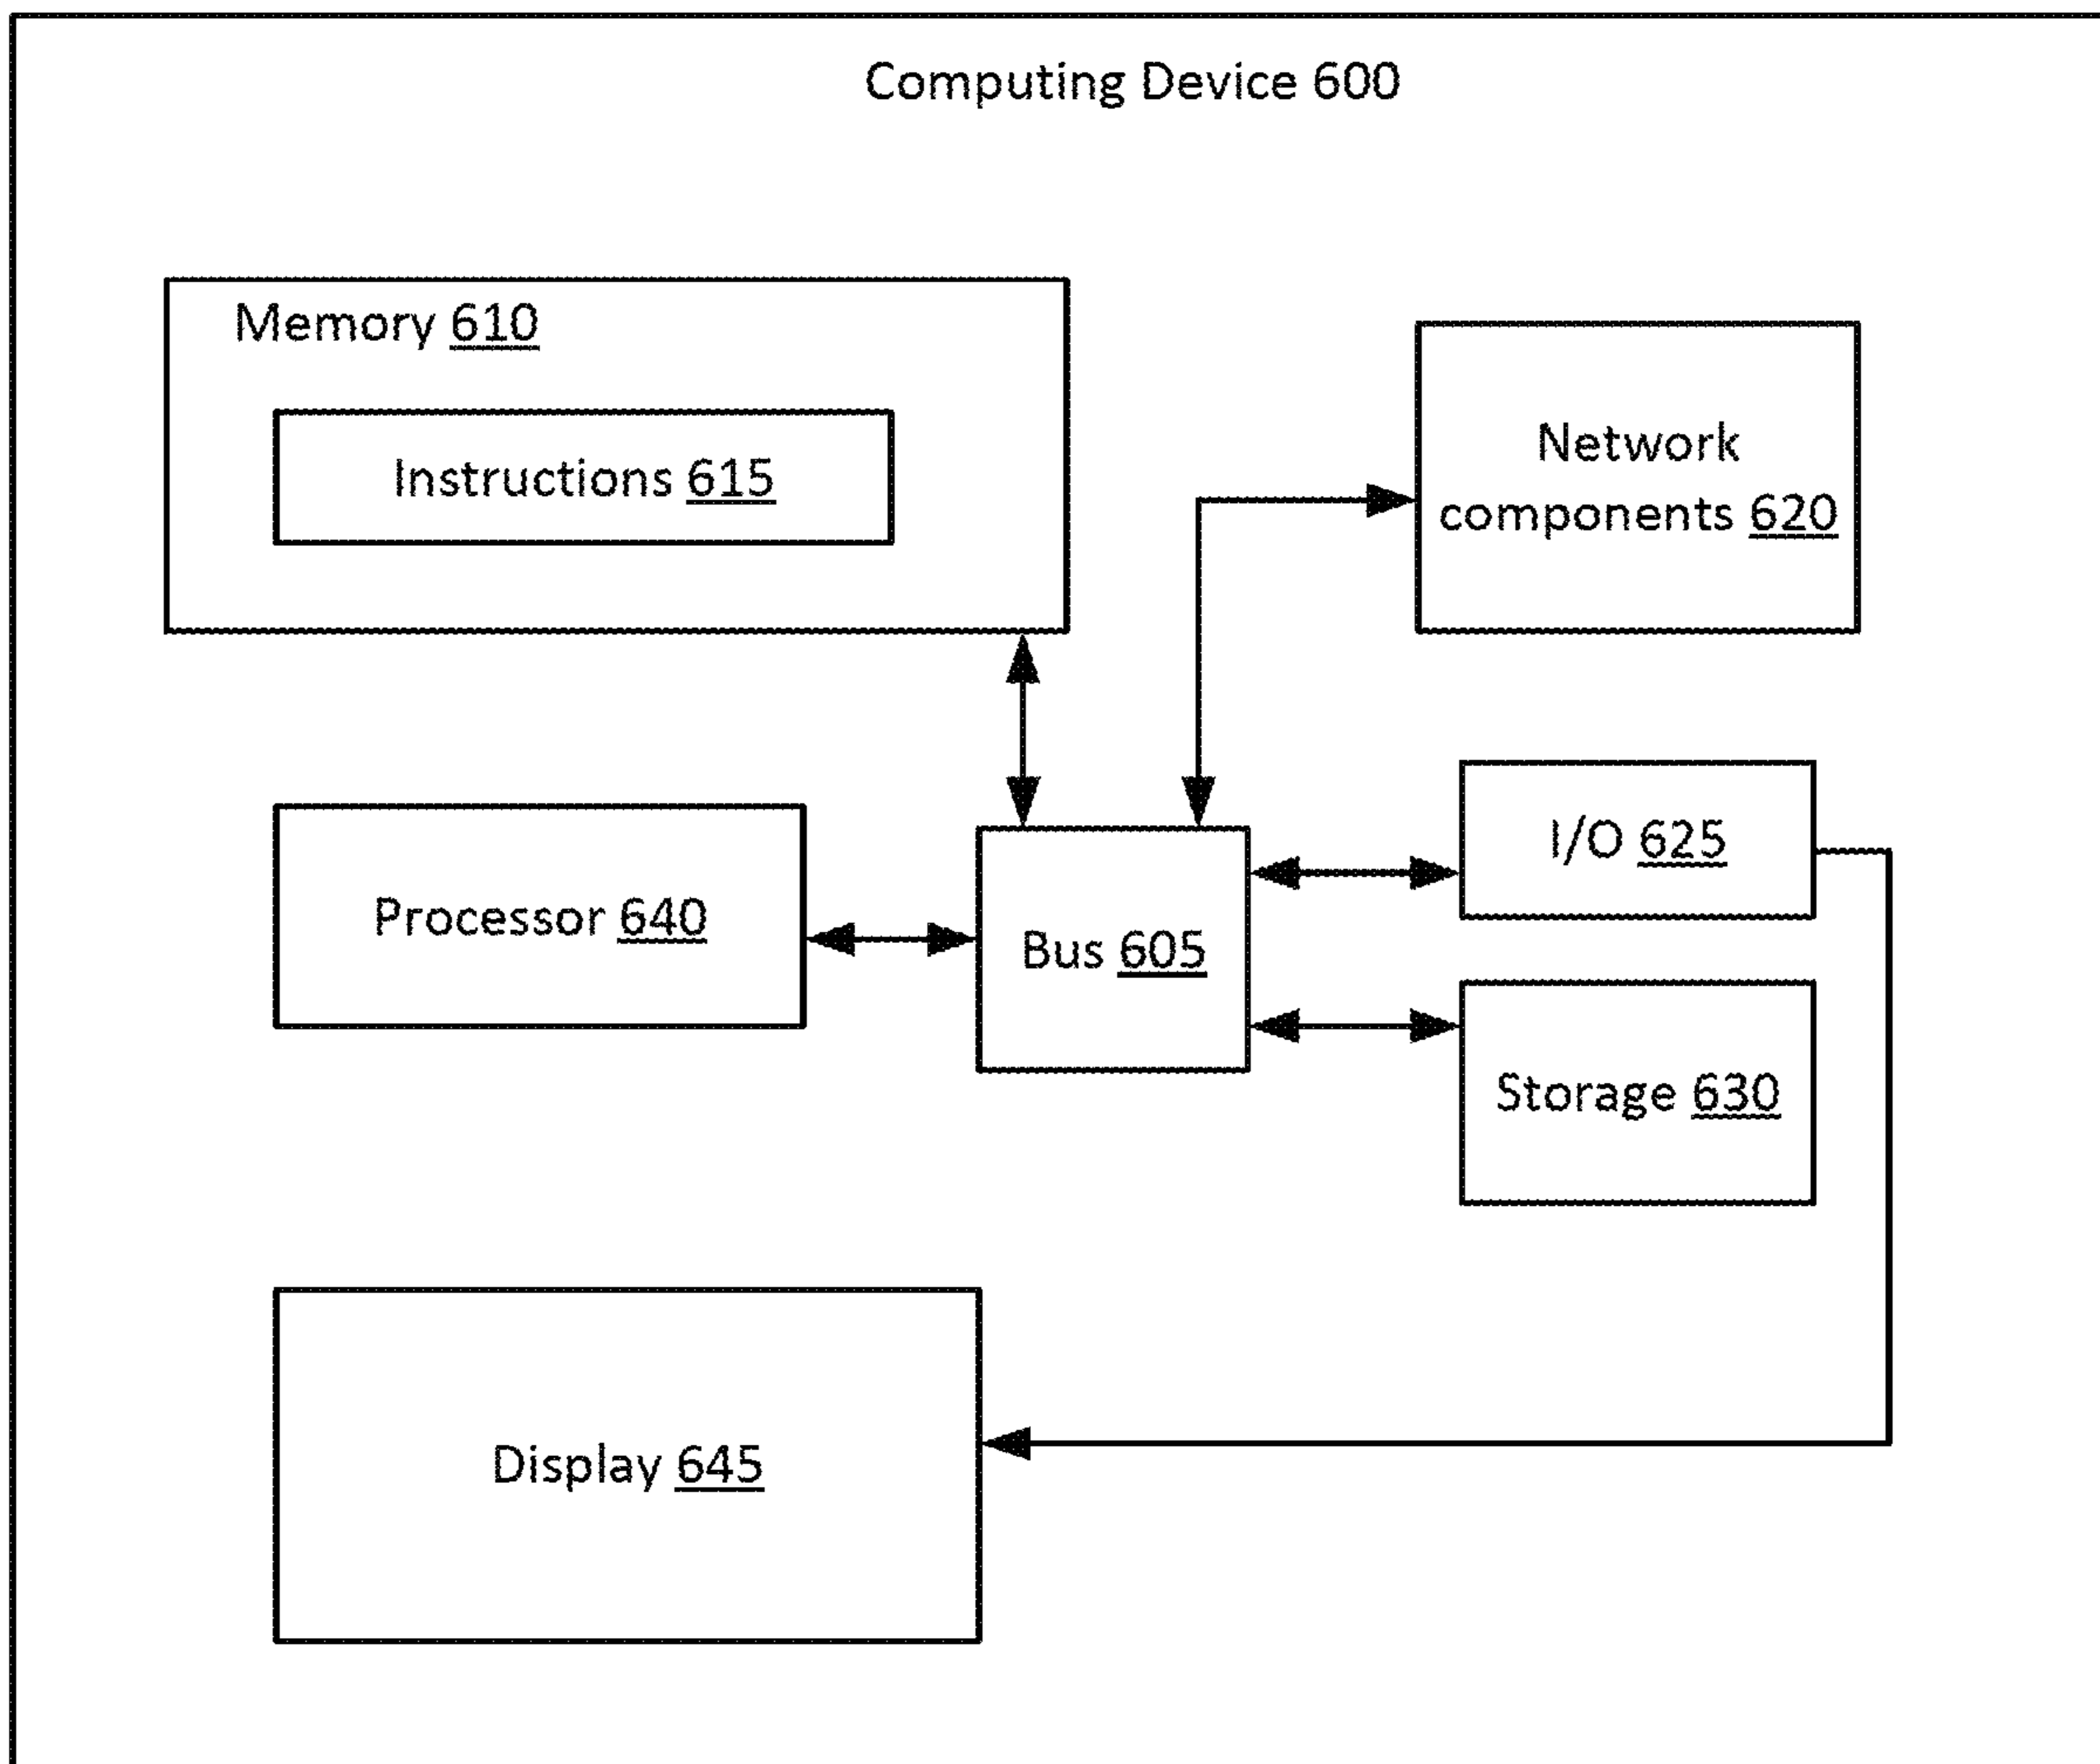 Computing Device 600
Memory 610
Instructions 615
Network
components 620
I/O 625
Processor 640
Bus 605
Storage 630
Display 645